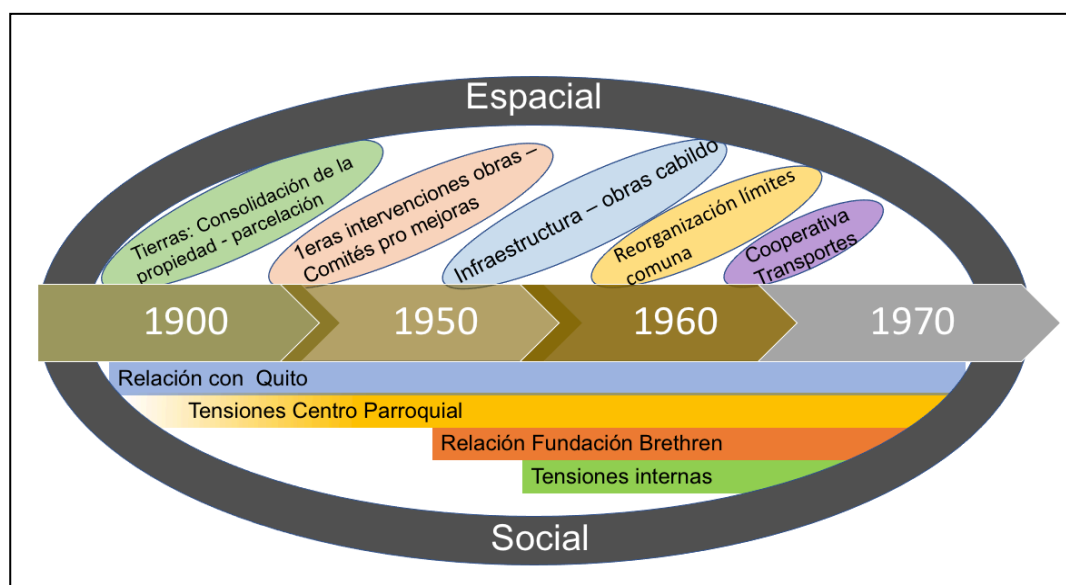 Espacial
Tierras: Consolidación de la
propiedad - parcelación
1eras intervenciones obras –
Comités pro mejoras
Infraestructura – obras cabildo
Reorganización límites
comuna
Cooperativa
Transportes
1900
1950
1960
1970
Relación con  Quito
Tensiones Centro Parroquial
Relación Fundación Brethren
Tensiones internas
Social